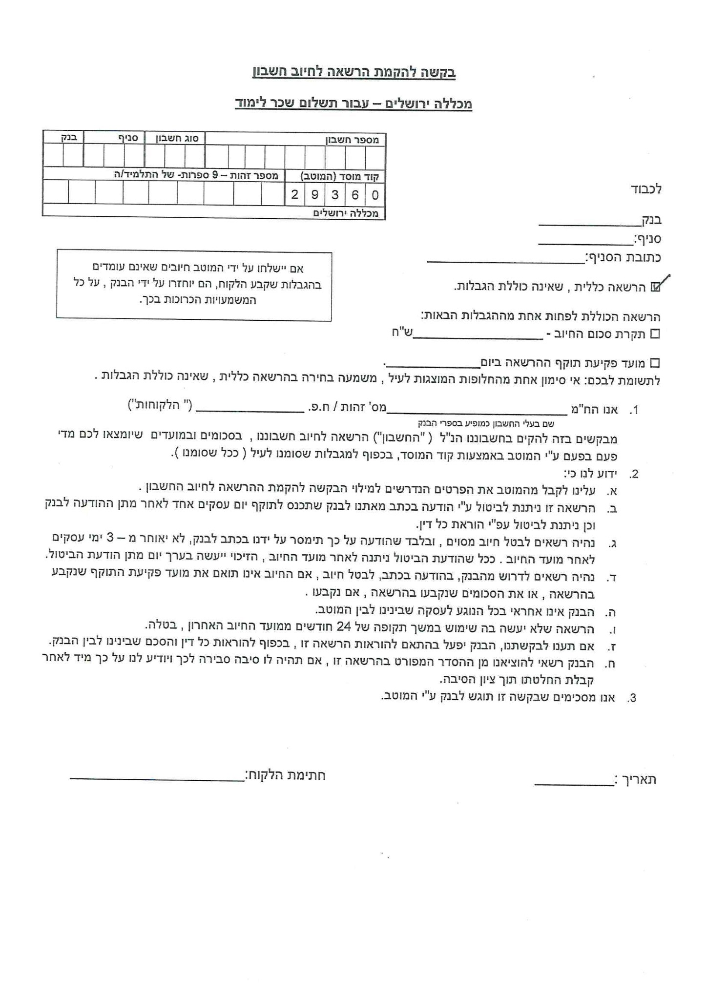 בקשה להקמת הרשאה לחיוב חשבון
מכללה ירושלים – עבור תשלום שכר לימוד
מספר חשבון סוג חשבון סניף בנק
קוד מוסד (המוטב) מספר זהות – 9 ספרות- של התלמיד/ה
2 9 3 6 0
מכללה ירושלים
לכבוד
בנק_______________
סניף:______________
כתובת הסניף:_______________________
אם יישלחו על ידי המוטב חיובים שאינם עומדים
בהגבלות שקבע הלקוח, הם יוחזרו על ידי הבנק , על כל
המשמעויות הכרוכות בכך.
☑ הרשאה כללית , שאינה כוללת הגבלות.
הרשאה הכוללת לפחות אחת מההגבלות הבאות:
☐ תקרת סכום החיוב - ___________________ש"ח
☐ מועד פקיעת תוקף ההרשאה ביום______________.
לתשומת לבכם: אי סימון אחת מהחלופות המוצגות לעיל , משמעה בחירה בהרשאה כללית , שאינה כוללת הגבלות .
1. אנו הח"מ __________________________מס' זהות / ח.פ. ________________ (" הלקוחות")
שם בעלי החשבון כמופיע בספרי הבנק
מבקשים בזה להקים בחשבוננו הנ"ל ( "החשבון") הרשאה לחיוב חשבוננו , בסכומים ובמועדים שיומצאו לכם מדי
פעם בפעם ע"י המוטב באמצעות קוד המוסד, בכפוף למגבלות שסומנו לעיל ( ככל שסומנו ).
2. ידוע לנו כי:
א. עלינו לקבל מהמוטב את הפרטים הנדרשים למילוי הבקשה להקמת ההרשאה לחיוב החשבון .
ב. הרשאה זו ניתנת לביטול ע"י הודעה בכתב מאתנו לבנק שתכנס לתוקף יום עסקים אחד לאחר מתן ההודעה לבנק
וכן ניתנת לביטול עפ"י הוראת כל דין.
ג. נהיה רשאים לבטל חיוב מסוים , ובלבד שהודעה על כך תימסר על ידנו בכתב לבנק, לא יאוחר מ – 3 ימי עסקים
לאחר מועד החיוב . ככל שהודעת הביטול ניתנה לאחר מועד החיוב , הזיכוי ייעשה בערך יום מתן הודעת הביטול.
ד. נהיה רשאים לדרוש מהבנק, בהודעה בכתב, לבטל חיוב , אם החיוב אינו תואם את מועד פקיעת התוקף שנקבע
בהרשאה , או את הסכומים שנקבעו בהרשאה , אם נקבעו .
ה. הבנק אינו אחראי בכל הנוגע לעסקה שבינינו לבין המוטב.
ו. הרשאה שלא יעשה בה שימוש במשך תקופה של 24 חודשים ממועד החיוב האחרון , בטלה.
ז. אם תענו לבקשתנו, הבנק יפעל בהתאם להוראות הרשאה זו , בכפוף להוראות כל דין והסכם שבינינו לבין הבנק.
ח. הבנק רשאי להוציאנו מן ההסדר המפורט בהרשאה זו , אם תהיה לו סיבה סבירה לכך ויודיע לנו על כך מיד לאחר
קבלת החלטתו תוך ציון הסיבה.
3. אנו מסכימים שבקשה זו תוגש לבנק ע"י המוטב.
תאריך :___________ חתימת הלקוח:________________________